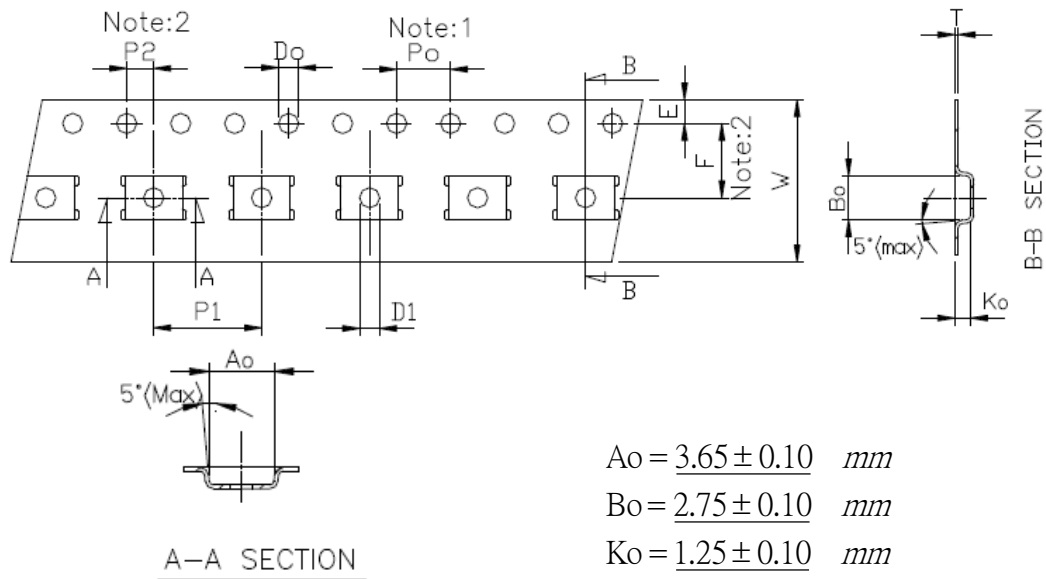 Note:2
P2
Do
Note:1
Po
B
E
F
Note:2
W
A
A
P1
D1
B
T
Bo
5°(max)
Ko
B-B SECTION
Ao
5°(Max)
A-A SECTION
Ao = 3.65 ± 0.10 mm
Bo = 2.75 ± 0.10 mm
Ko = 1.25 ± 0.10 mm